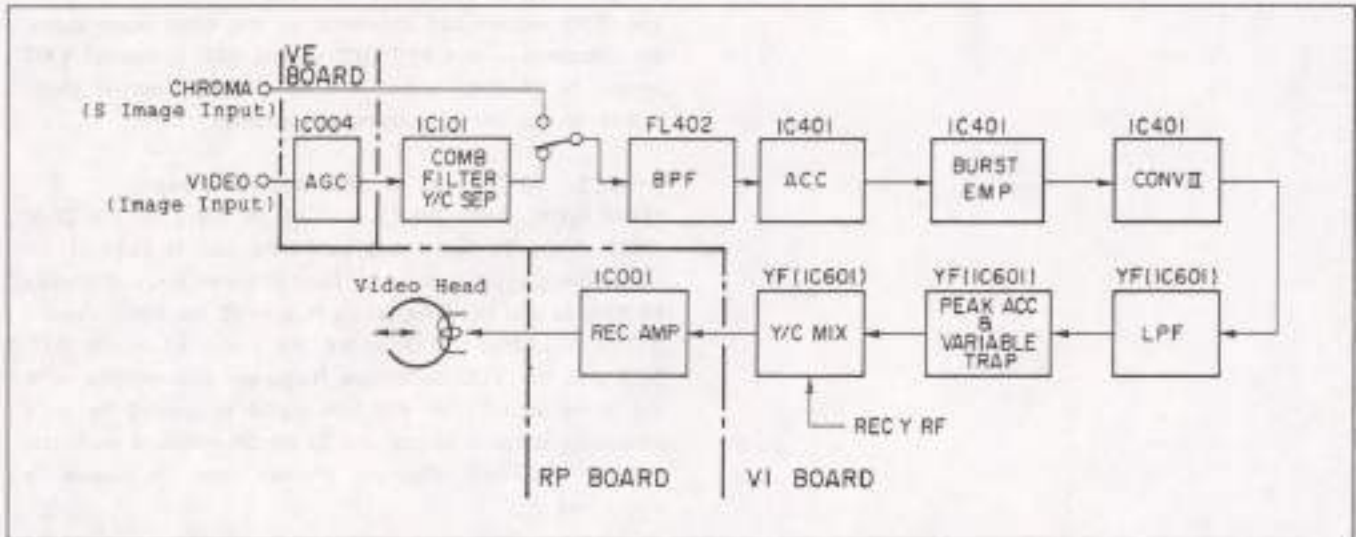 VE
BOARD
CHROMA
(S Image Input)
IC004
AGC
VIDEO
(Image Input)
IC101
COMB
FILTER
Y/C SEP
FL402
BPF
IC401
ACC
IC401
BURST
EMP
IC401
CONV II
Video Head
IC001
REC AMP
YF(IC601)
Y/C MIX
YF(IC601)
PEAK ACC
&
VARIABLE
TRAP
YF(IC601)
LPF
REC Y RF
RP BOARD
VI BOARD